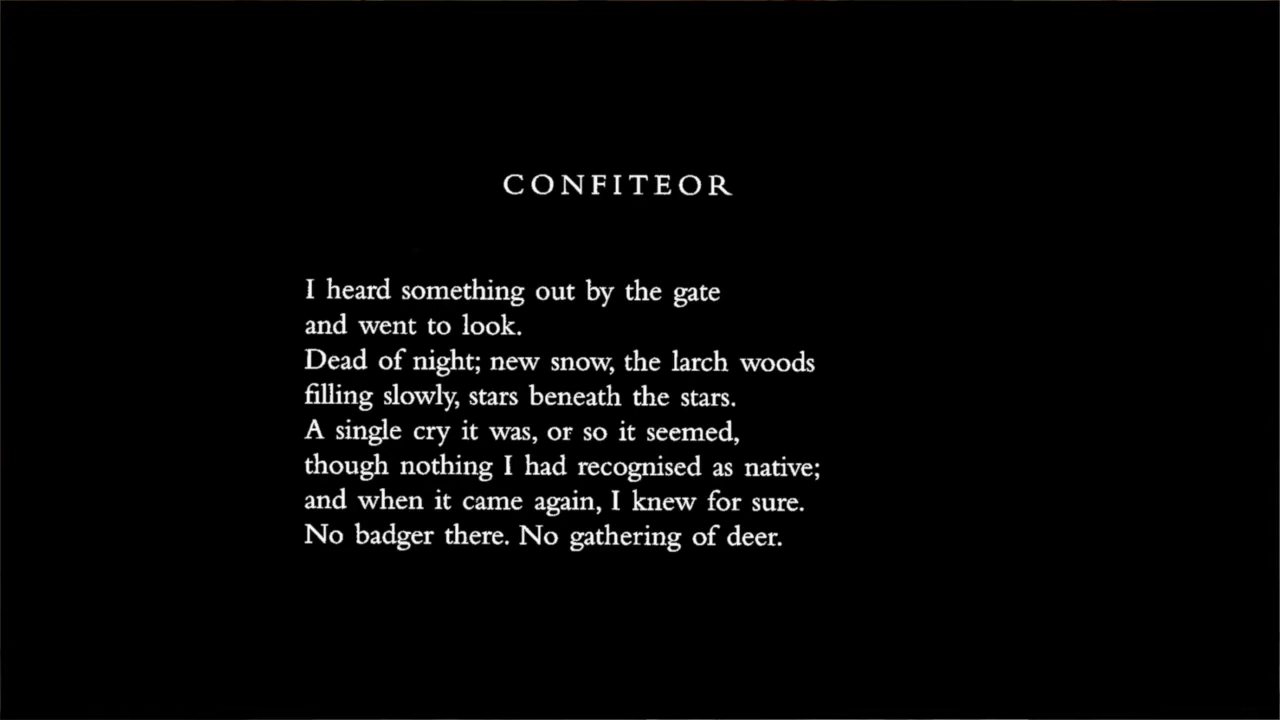 CONFITEOR
I heard something out by the gate
and went to look.
Dead of night; new snow, the larch woods
filling slowly, stars beneath the stars.
A single cry it was, or so it seemed,
though nothing I had recognised as native;
and when it came again, I knew for sure.
No badger there. No gathering of deer.